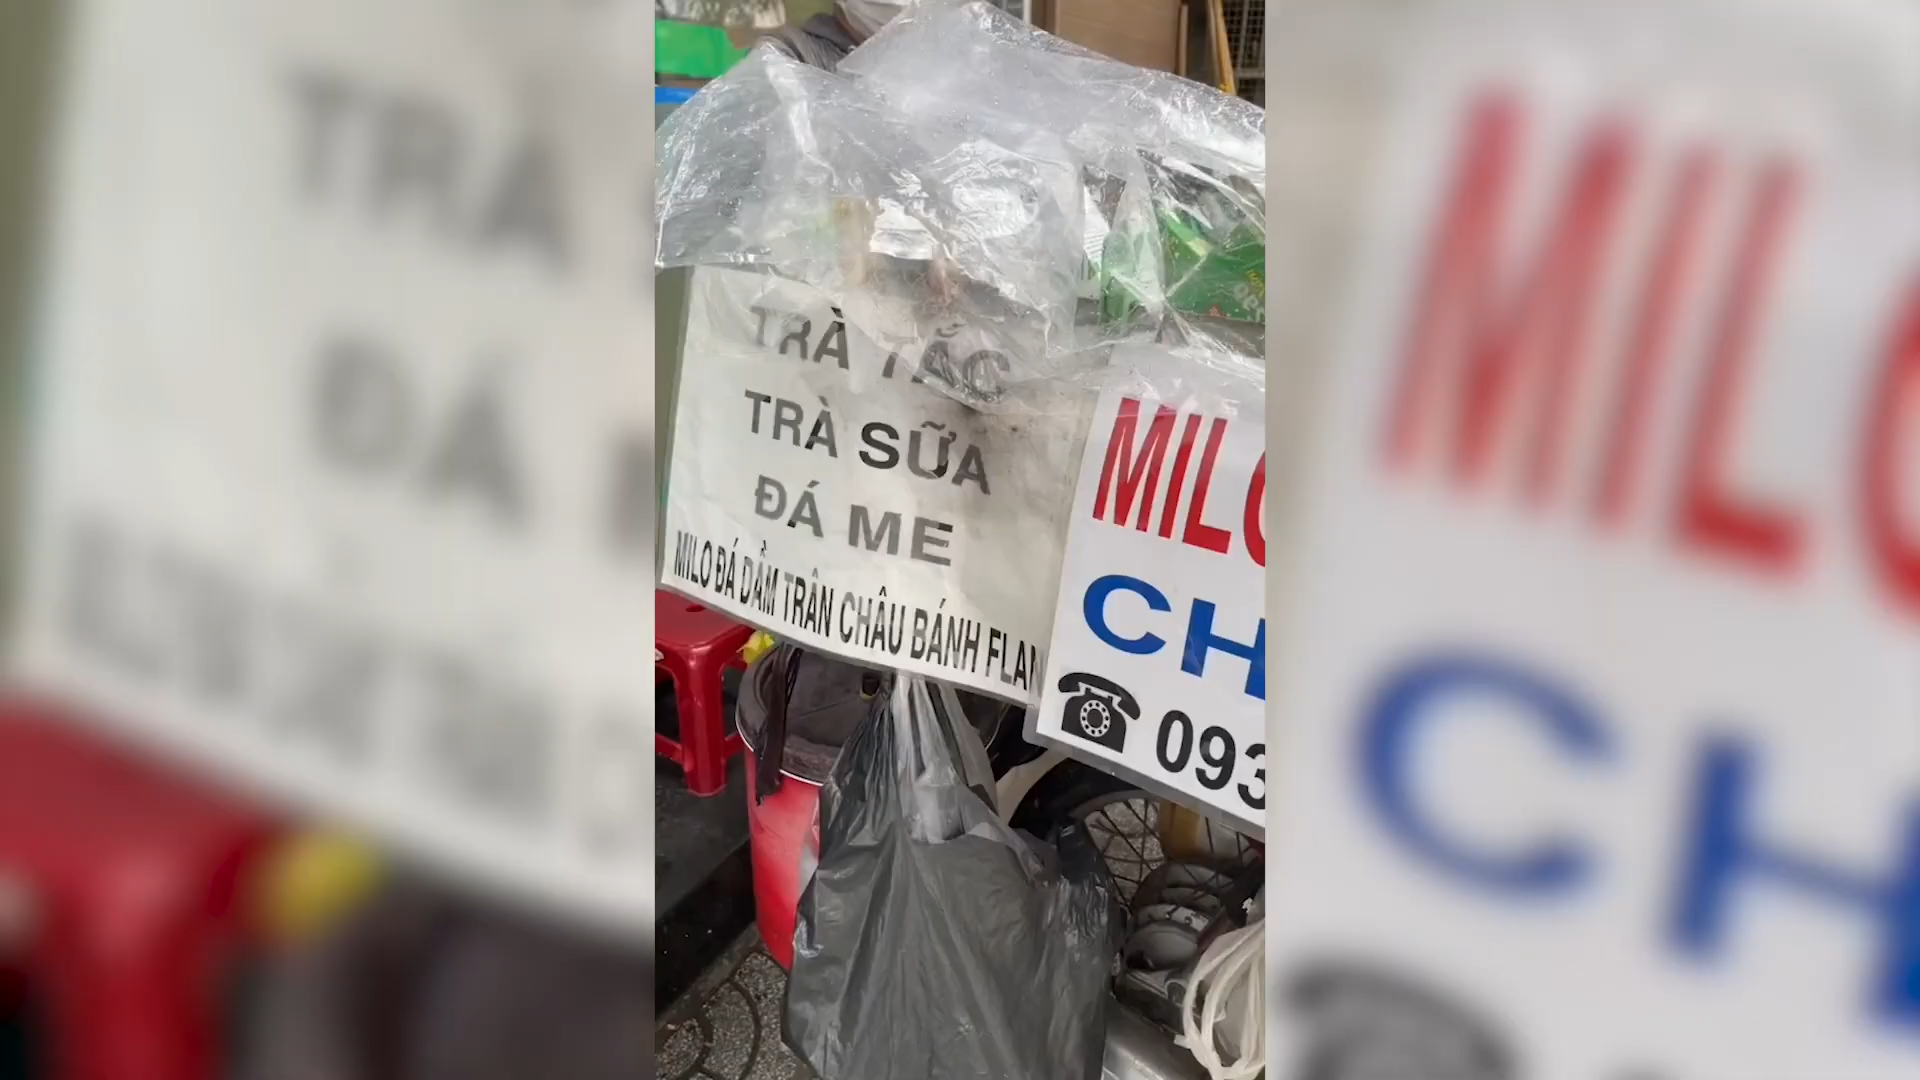 TRÀ TẮC
TRÀ SỮA
ĐÁ ME
MILO ĐÁ DẦM TRÂN CHÂU BÁNH FLAN
MILO
CH
093